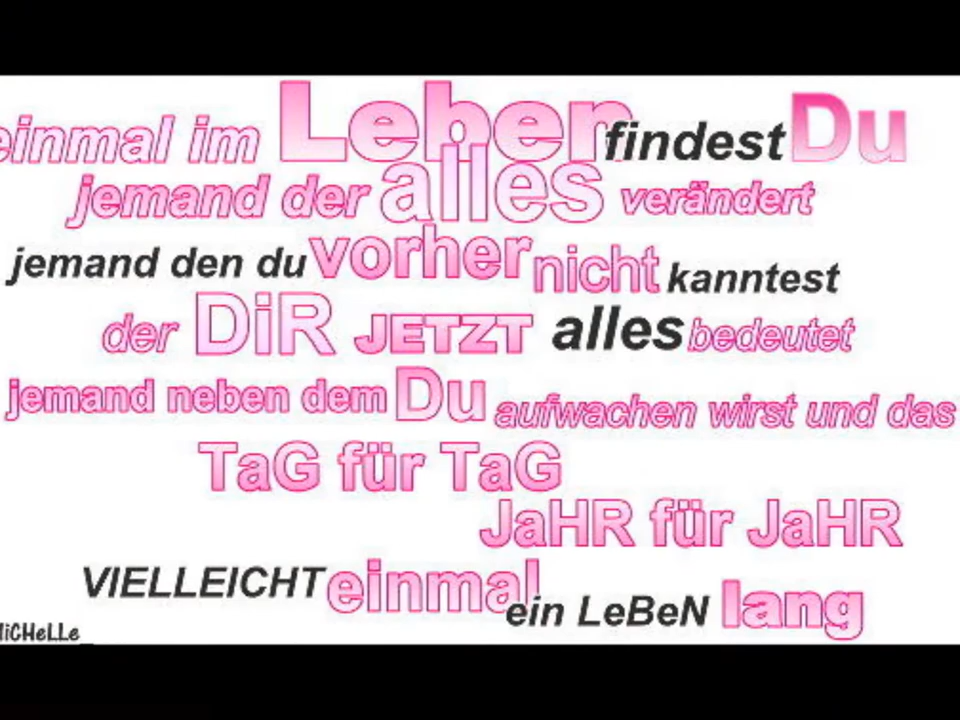 einmal im Leben findest Du
jemand der alles verändert
jemand den du vorher nicht kanntest
der DiR JETZT alles bedeutet
jemand neben dem Du aufwachen wirst und das
TaG für TaG
JaHR für JaHR
VIELLEICHT einmal ein LeBeN lang
MiCHeLLe_